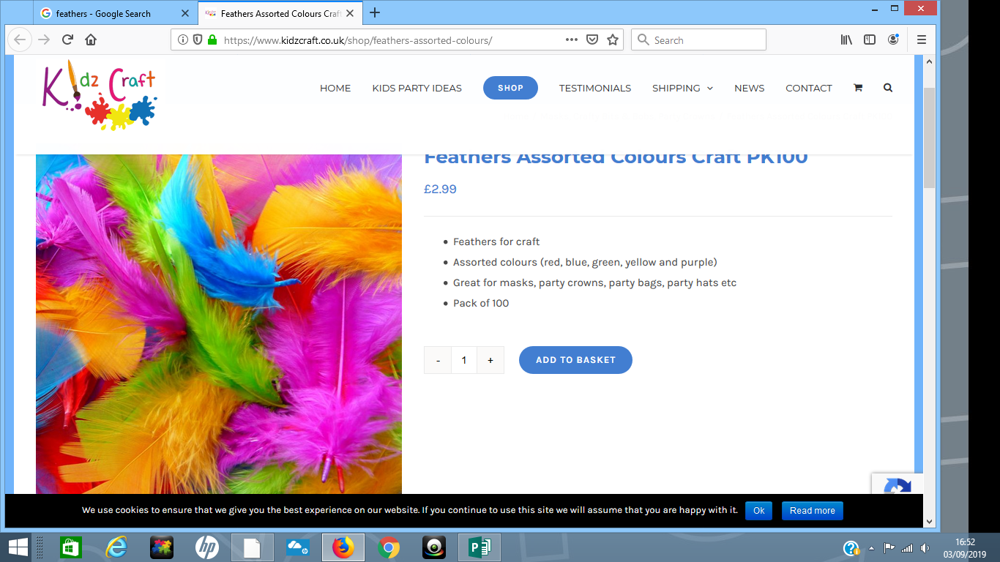 feathers - Google Search
Feathers Assorted Colours Craf
https://www.kidzcraft.co.uk/shop/feathers-assorted-colours/
Search
Kidz Craft
HOME
KIDS PARTY IDEAS
SHOP
TESTIMONIALS
SHIPPING
NEWS
CONTACT
Feathers Assorted Colours Craft PK100
£2.99
Feathers for craft
Assorted colours (red, blue, green, yellow and purple)
Great for masks, party crowns, party bags, party hats etc
Pack of 100
- 1 +
ADD TO BASKET
We use cookies to ensure that we give you the best experience on our website. If you continue to use this site we will assume that you are happy with it.
Ok
Read more
hp
P
16:52
03/09/2019